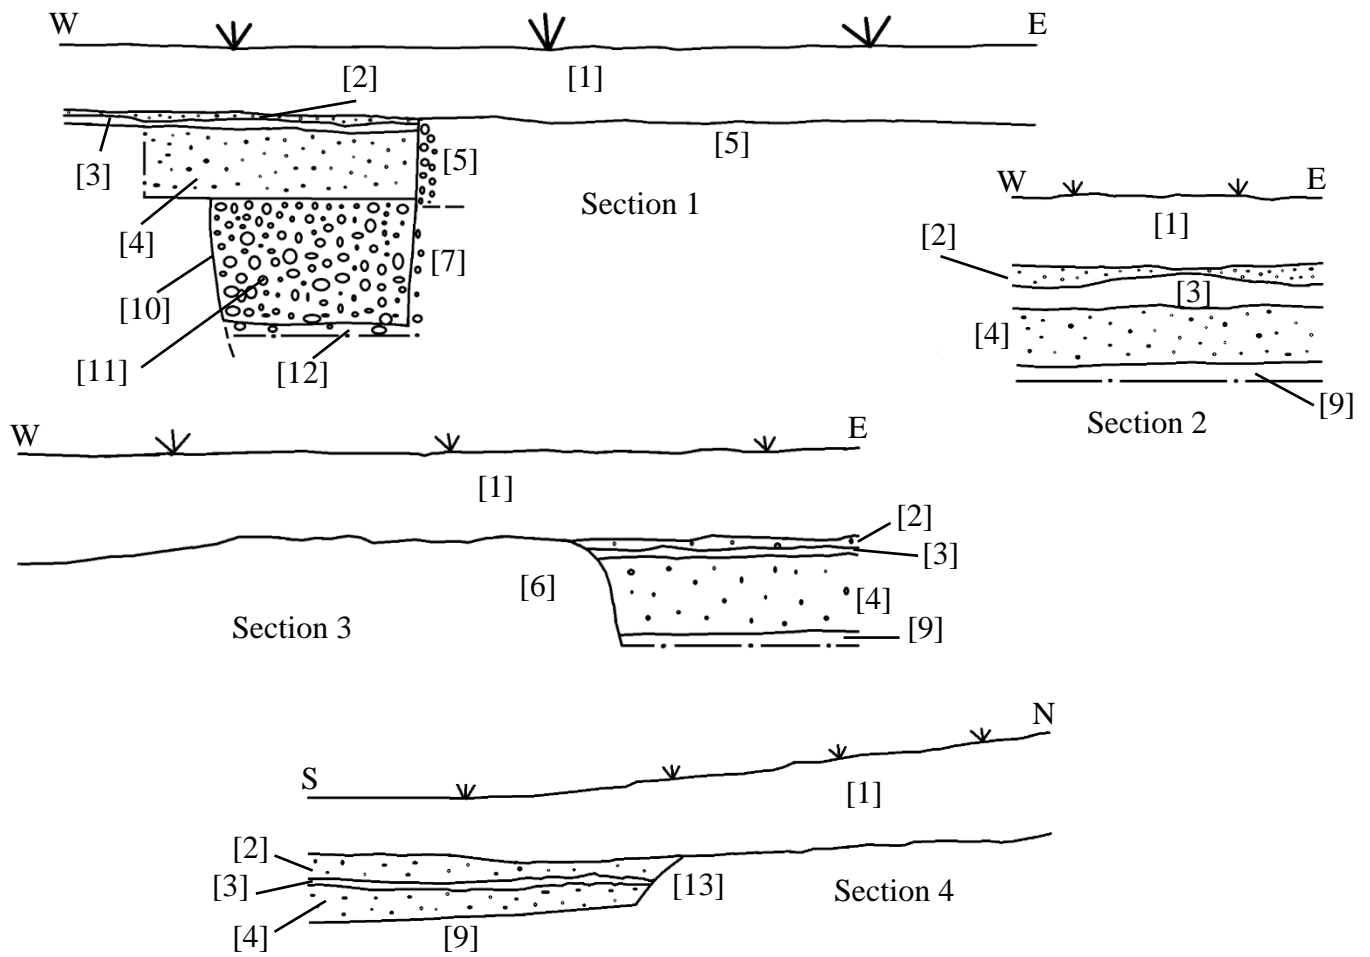 W E
[2] [1]
[3] [5] [5]
Section 1
[4] [7]
[10]
[11] [12]
W E
[1]
[2]
[3]
[4]
[9]
Section 2
W E
[1]
[2]
[3]
[6] [4]
[9]
Section 3
N
S
[1]
[2]
[3] [13] Section 4
[4] [9]